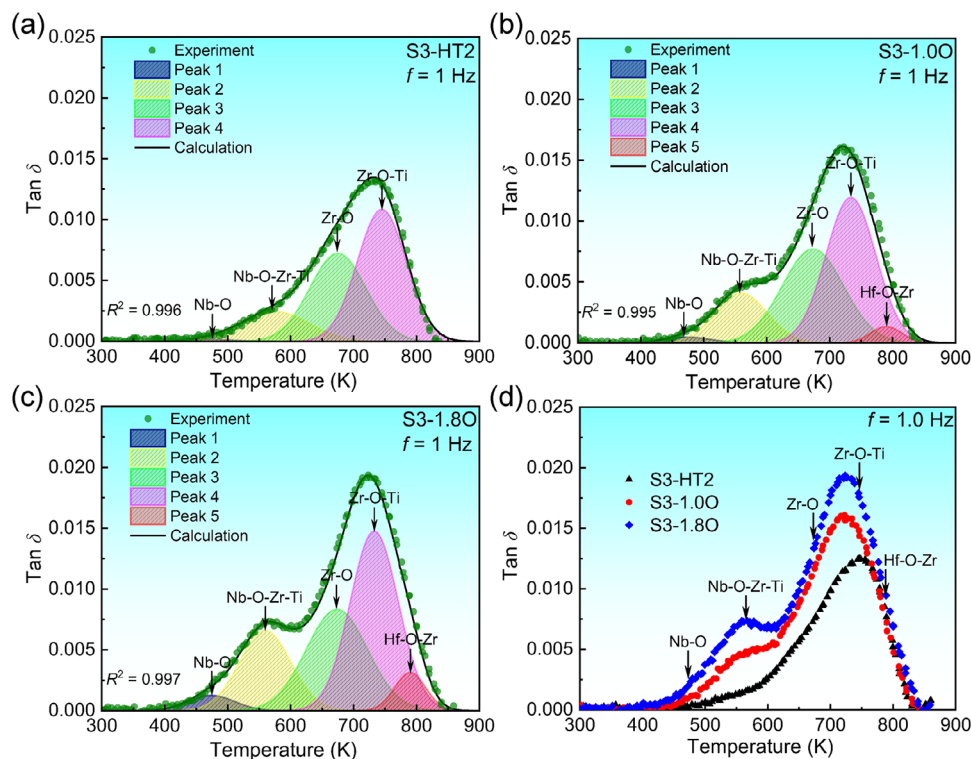 (a)
S3-HT2
f = 1 Hz
Experiment
Peak 1
Peak 2
Peak 3
Peak 4
Calculation
Zr-O-Ti
Zr-O
Nb-O-Zr-Ti
Nb-O
R² = 0.996
Tan δ
0.025
0.020
0.015
0.010
0.005
0.000
300 400 500 600 700 800 900
Temperature (K)
(b)
S3-1.0O
f = 1 Hz
Experiment
Peak 1
Peak 2
Peak 3
Peak 4
Peak 5
Calculation
Zr-O-Ti
Zr-O
Nb-O-Zr-Ti
Hf-O-Zr
Nb-O
R² = 0.995
Tan δ
0.025
0.020
0.015
0.010
0.005
0.000
300 400 500 600 700 800 900
Temperature (K)
(c)
S3-1.8O
f = 1 Hz
Experiment
Peak 1
Peak 2
Peak 3
Peak 4
Peak 5
Calculation
Zr-O-Ti
Zr-O
Nb-O-Zr-Ti
Hf-O-Zr
Nb-O
R² = 0.997
Tan δ
0.025
0.020
0.015
0.010
0.005
0.000
300 400 500 600 700 800 900
Temperature (K)
(d)
f = 1.0 Hz
S3-HT2
S3-1.0O
S3-1.8O
Zr-O-Ti
Zr-O
Hf-O-Zr
Nb-O-Zr-Ti
Nb-O
Tan δ
0.025
0.020
0.015
0.010
0.005
0.000
300 400 500 600 700 800 900
Temperature (K)